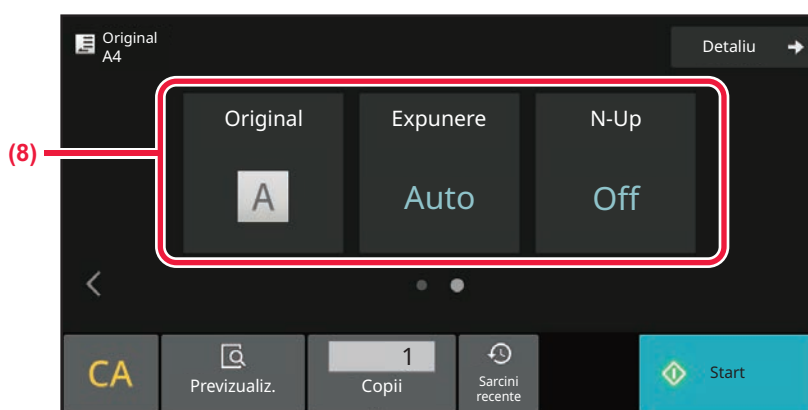 Original
A4
Detaliu
(8)
Original
Expunere
N-Up
A
Auto
Off
CA
Previzualiz.
1
Copii
Sarcini
recente
Start